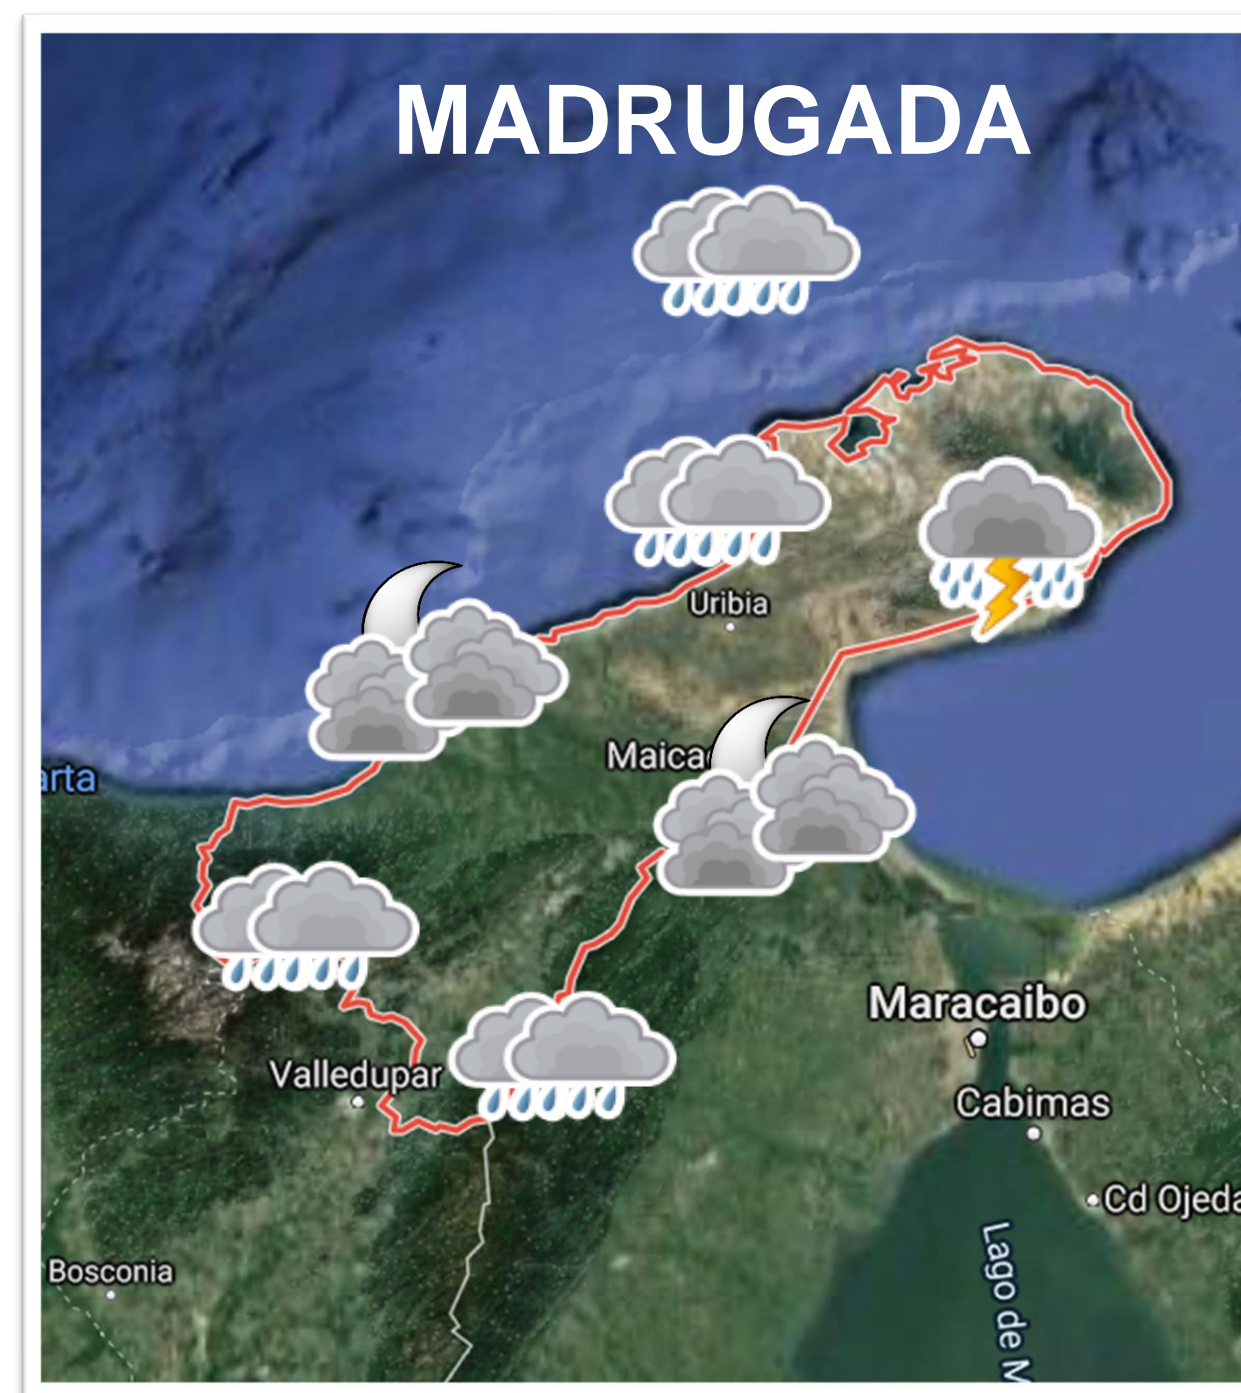 MADRUGADA
Uribia
Maica
arta
Maracaibo
Valledupar
Cabimas
Cd Ojeda
Lago de M
Bosconia